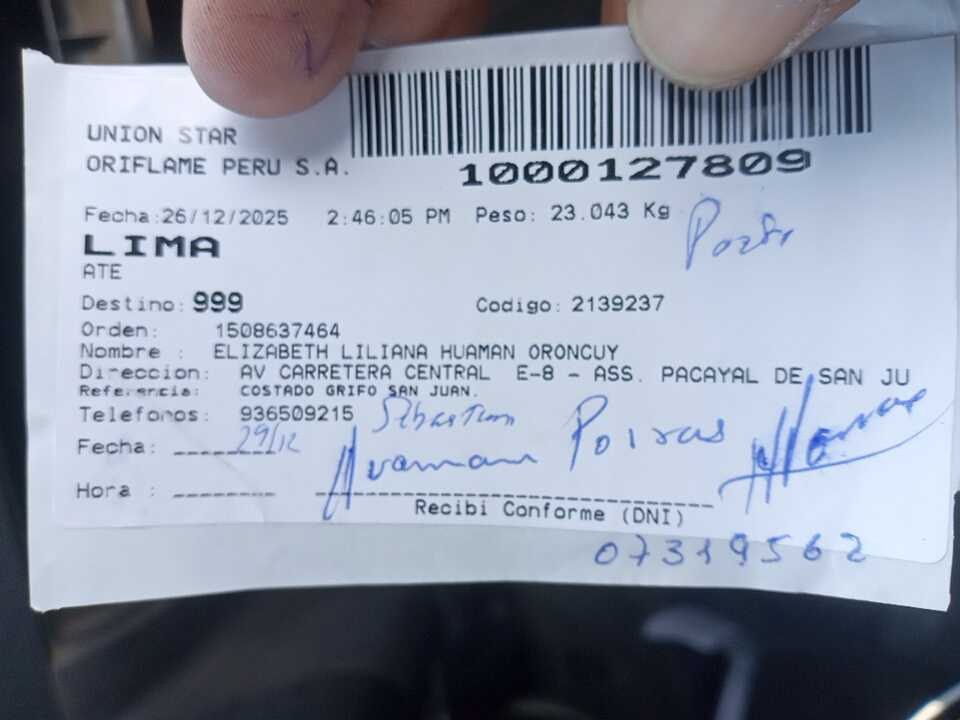 UNION STAR
ORIFLAME PERU S.A.
1000127809
Fecha:26/12/2025 2:46:05 PM Peso: 23.043 Kg
LIMA
ATE
Destino: 999 Codigo: 2139237
Orden: 1508637464
Nombre : ELIZABETH LILIANA HUAMAN ORONCUY
Direccion: AV CARRETERA CENTRAL E-8 - ASS. PACAYAL DE SAN JU
Referencia: COSTADO GRIFO SAN JUAN.
Telefonos: 936509215 Sebastian
Fecha: 29/12
Huaman Poiras
Hora :
Recibi Conforme (DNI)
07319562